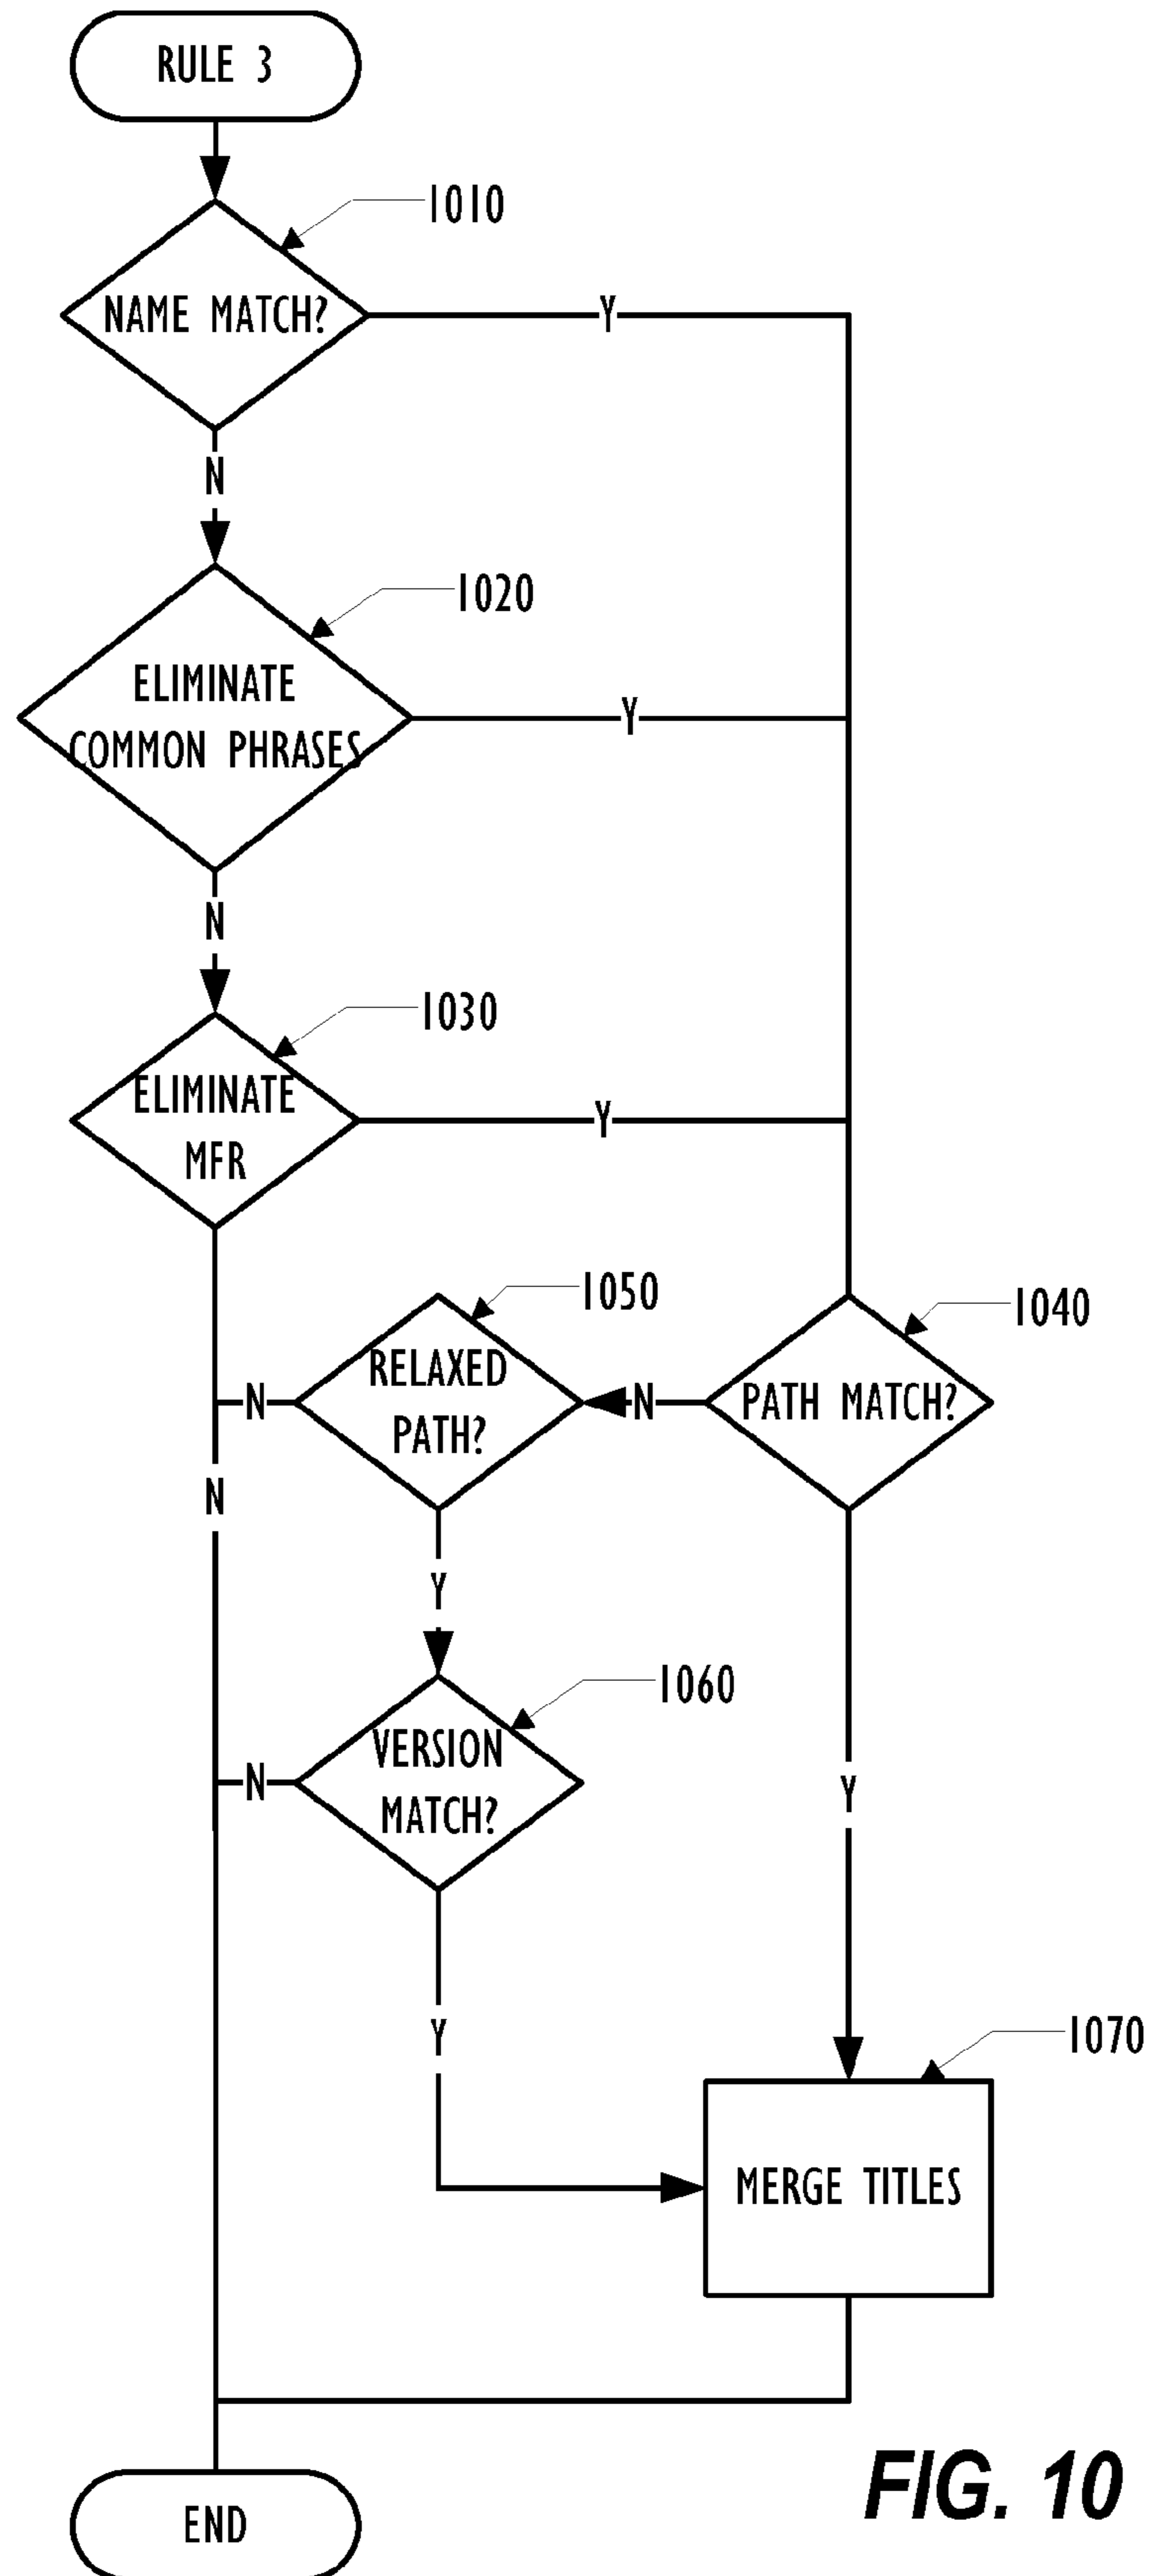 RULE 3
1010
NAME MATCH?
Y
N
1020
ELIMINATE
COMMON PHRASES
Y
N
1030
ELIMINATE
MFR
Y
1050
1040
RELAXED
PATH?
PATH MATCH?
N
N
N
Y
1060
VERSION
MATCH?
N
Y
Y
1070
MERGE TITLES
FIG. 10
END